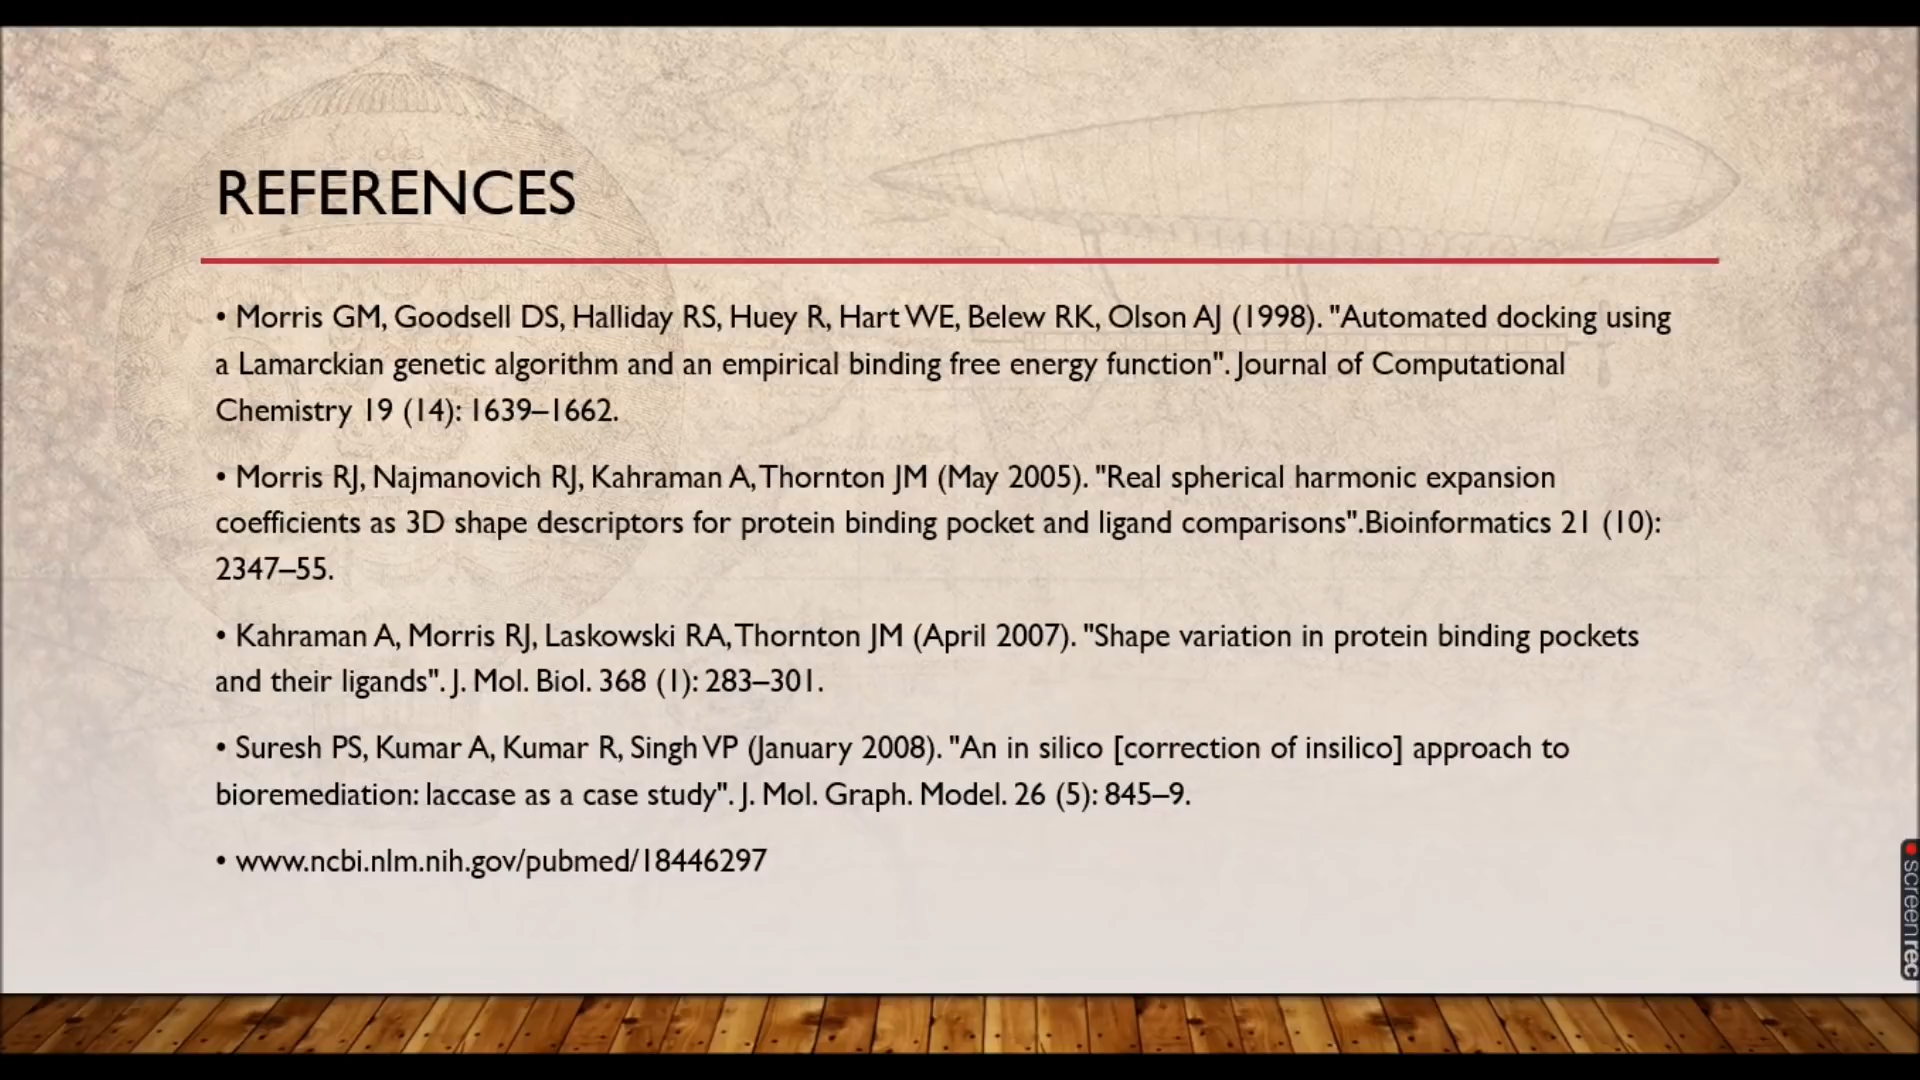 REFERENCES
• Morris GM, Goodsell DS, Halliday RS, Huey R, Hart WE, Belew RK, Olson AJ (1998). "Automated docking using
a Lamarckian genetic algorithm and an empirical binding free energy function". Journal of Computational
Chemistry 19 (14): 1639–1662.
• Morris RJ, Najmanovich RJ, Kahraman A, Thornton JM (May 2005). "Real spherical harmonic expansion
coefficients as 3D shape descriptors for protein binding pocket and ligand comparisons".Bioinformatics 21 (10):
2347–55.
• Kahraman A, Morris RJ, Laskowski RA, Thornton JM (April 2007). "Shape variation in protein binding pockets
and their ligands". J. Mol. Biol. 368 (1): 283–301.
• Suresh PS, Kumar A, Kumar R, Singh VP (January 2008). "An in silico [correction of insilico] approach to
bioremediation: laccase as a case study". J. Mol. Graph. Model. 26 (5): 845–9.
• www.ncbi.nlm.nih.gov/pubmed/18446297
screenrec